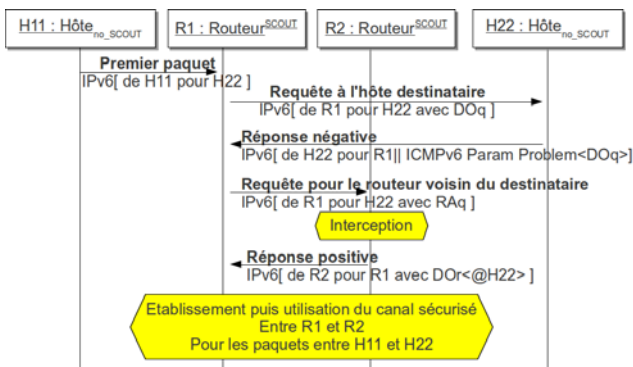 H11 : Hôte no_SCOUT
R1 : Routeur SCOUT
R2 : Routeur SCOUT
H22 : Hôte no_SCOUT
Premier paquet
IPv6[ de H11 pour H22 ]
Requête à l'hôte destinataire
IPv6[ de R1 pour H22 avec DOq ]
Réponse négative
IPv6[ de H22 pour R1|| ICMPv6 Param Problem<DOq>]
Requête pour le routeur voisin du destinataire
IPv6[ de R1 pour H22 avec RAq ]
Interception
Réponse positive
IPv6[ de R2 pour R1 avec DOr<@H22> ]
Etablissement puis utilisation du canal sécurisé
Entre R1 et R2
Pour les paquets entre H11 et H22